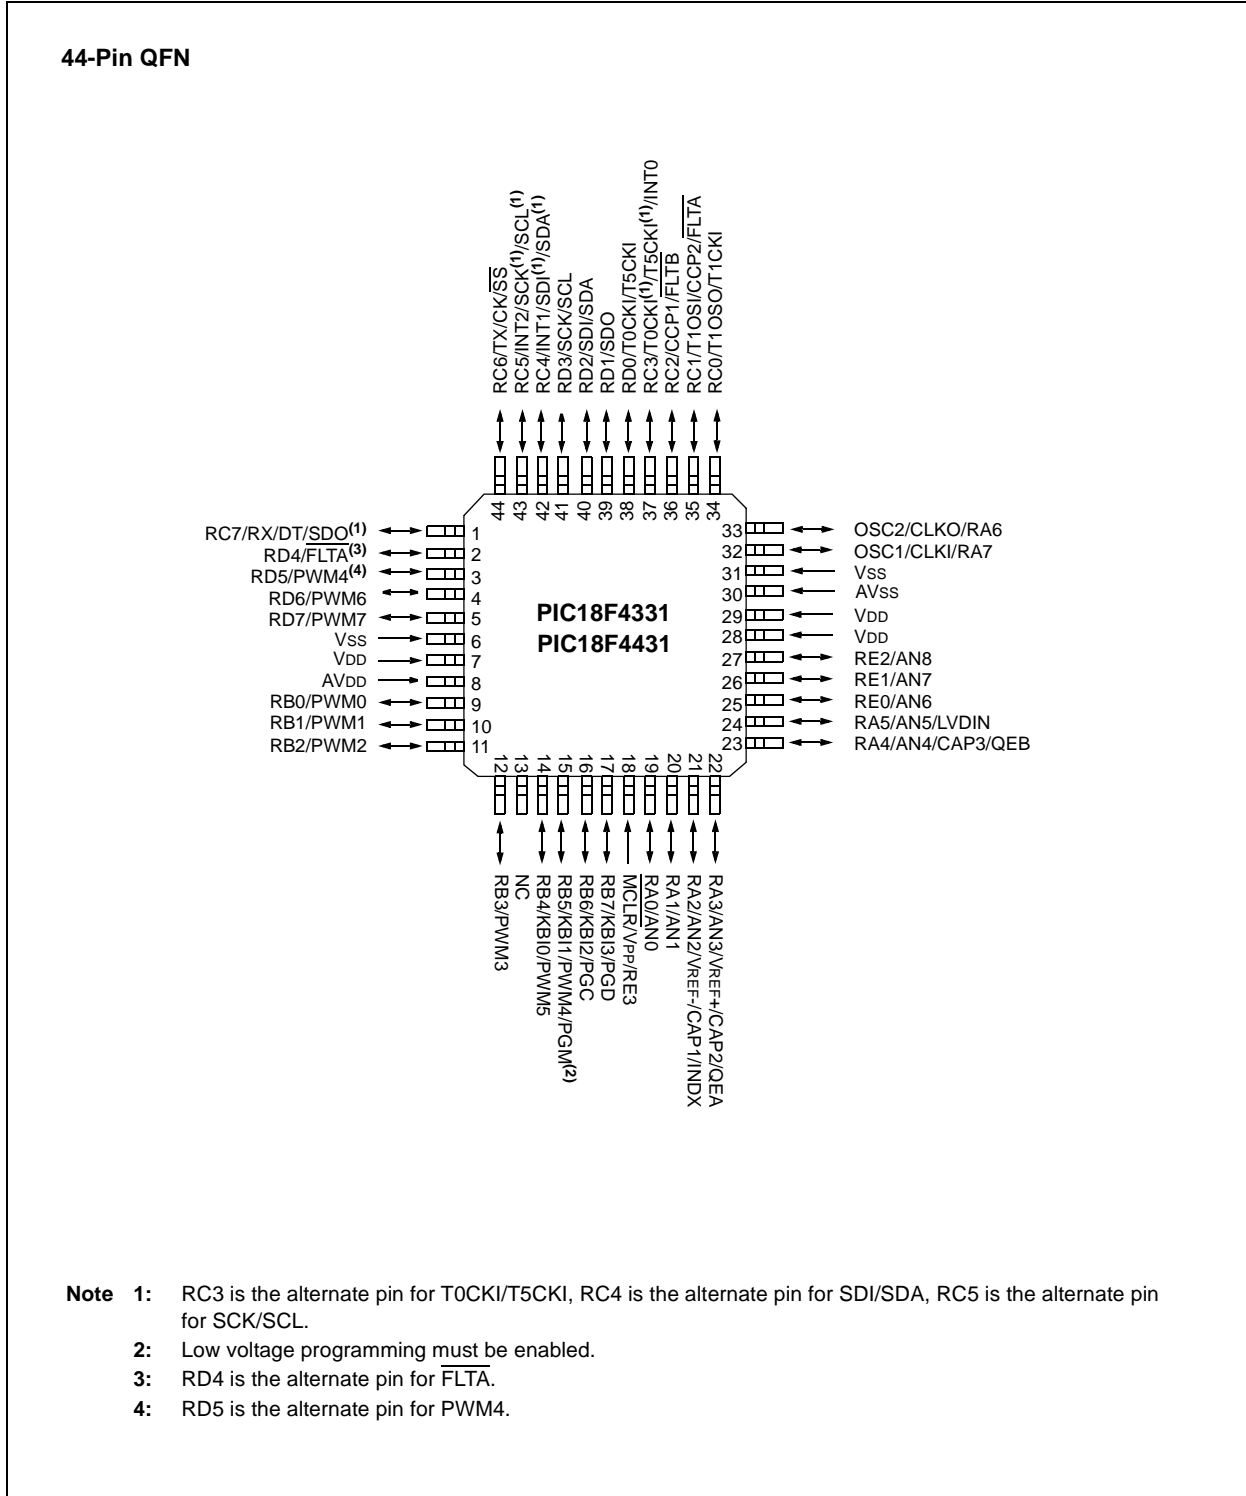 44-Pin QFN
RC6/TX/CK/SS
RC5/INT2/SCK(1)/SCL(1)
RC4/INT1/SDI(1)/SDA(1)
RD3/SCK/SCL
RD2/SDI/SDA
RD1/SDO
RD0/T0CKI/T5CKI
RC3/T0CKI(1)/T5CKI(1)/INT0
RC2/CCP1/FLTB
RC1/T1OSI/CCP2/FLTA
RC0/T1OSO/T1CKI
44 43 42 41 40 39 38 37 36 35 34
RC7/RX/DT/SDO(1) 1
RD4/FLTA(3) 2
RD5/PWM4(4) 3
RD6/PWM6 4
RD7/PWM7 5
VSS 6
VDD 7
AVDD 8
RB0/PWM0 9
RB1/PWM1 10
RB2/PWM2 11
PIC18F4331
PIC18F4431
33 OSC2/CLKO/RA6
32 OSC1/CLKI/RA7
31 VSS
30 AVSS
29 VDD
28 VDD
27 RE2/AN8
26 RE1/AN7
25 RE0/AN6
24 RA5/AN5/LVDIN
23 RA4/AN4/CAP3/QEB
12 13 14 15 16 17 18 19 20 21 22
RB3/PWM3
NC
RB4/KBI0/PWM5
RB5/KBI1/PWM4/PGM(2)
RB6/KBI2/PGC
RB7/KBI3/PGD
MCLR/VPP/RE3
RA0/AN0
RA1/AN1
RA2/AN2/VREF-/CAP1/INDX
RA3/AN3/VREF+/CAP2/QEA
Note 1: RC3 is the alternate pin for T0CKI/T5CKI, RC4 is the alternate pin for SDI/SDA, RC5 is the alternate pin
for SCK/SCL.
2: Low voltage programming must be enabled.
3: RD4 is the alternate pin for FLTA.
4: RD5 is the alternate pin for PWM4.